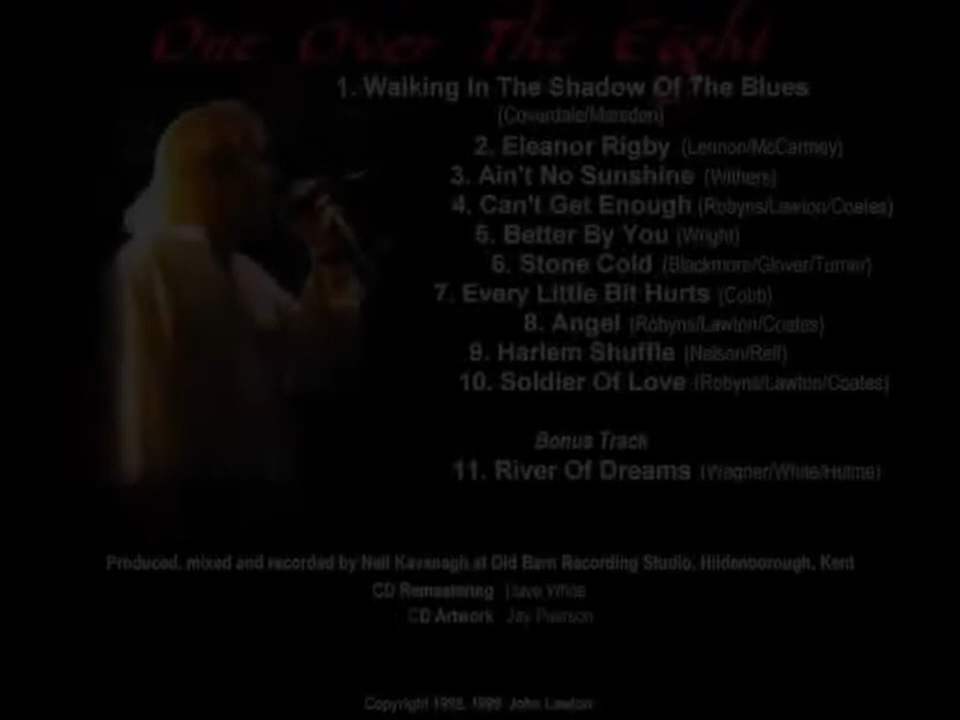 One Over The Eight
1. Walking In The Shadow Of The Blues
(Coverdale/Marsden)
2. Eleanor Rigby (Lennon/McCartney)
3. Ain't No Sunshine (Withers)
4. Can't Get Enough (Robyns/Lawton/Coates)
5. Better By You (Wright)
6. Stone Cold (Blackmore/Glover/Turner)
7. Every Little Bit Hurts (Cobb)
8. Angel (Robyns/Lawton/Coates)
9. Harlem Shuffle (Nelson/Relf)
10. Soldier Of Love (Robyns/Lawton/Coates)
Bonus Track
11. River Of Dreams (Wagner/White/Hulme)
Produced, mixed and recorded by Neil Kavanagh at Old Barn Recording Studio, Hildenborough, Kent
CD Remastering Dave White
CD Artwork Jay Pearson
Copyright John Lawton